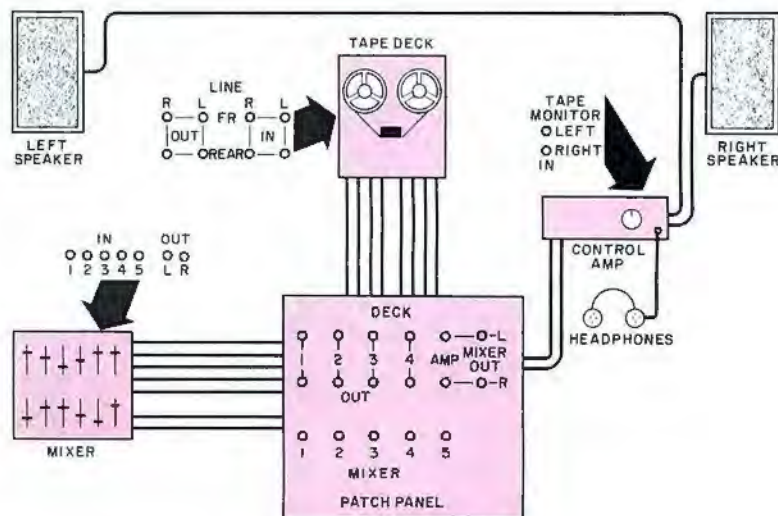 TAPE DECK
LINE
R L R L
FR
OUT IN
REAR
TAPE
MONITOR
LEFT
RIGHT
IN
LEFT
SPEAKER
RIGHT
SPEAKER
IN OUT
1 2 3 4 5 L R
CONTROL
AMP
HEADPHONES
DECK
L
1 2 3 4 AMP MIXER
OUT
R
OUT
1 2 3 4 5
MIXER
PATCH PANEL
MIXER